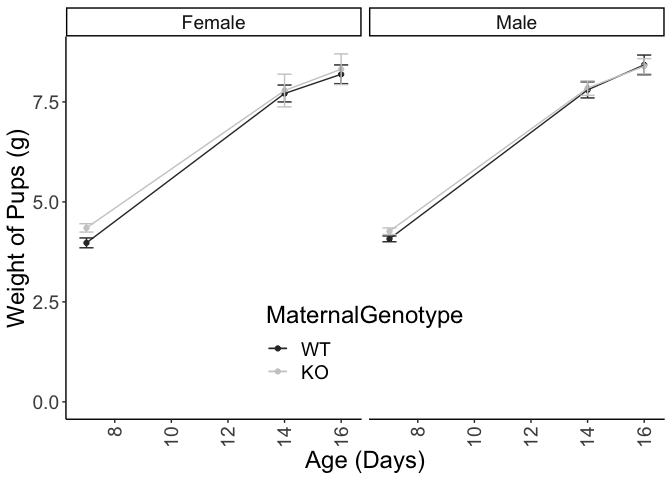 Female Male
Weight of Pups (g)
7.5
5.0
2.5
0.0
MaternalGenotype
WT
KO
8 10 12 14 16 8 10 12 14 16
Age (Days)